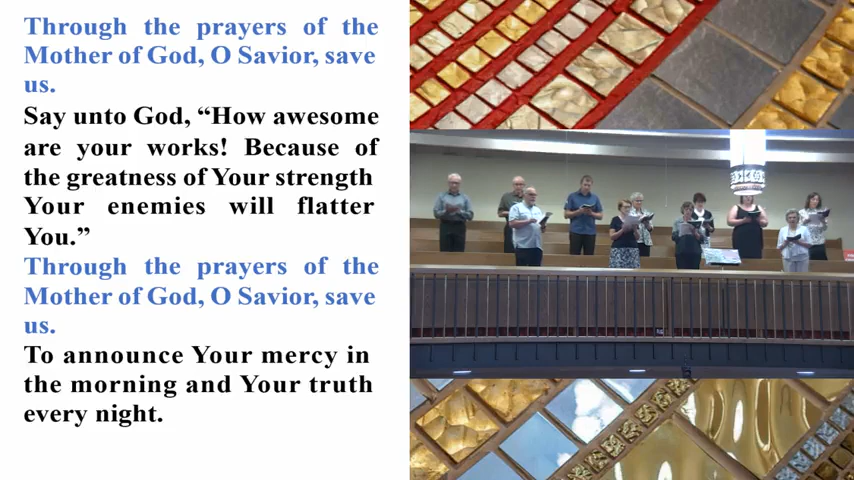 Through the prayers of the
Mother of God, O Savior, save
us.
Say unto God, “How awesome
are your works! Because of
the greatness of Your strength
Your enemies will flatter
You.”
Through the prayers of the
Mother of God, O Savior, save
us.
To announce Your mercy in
the morning and Your truth
every night.